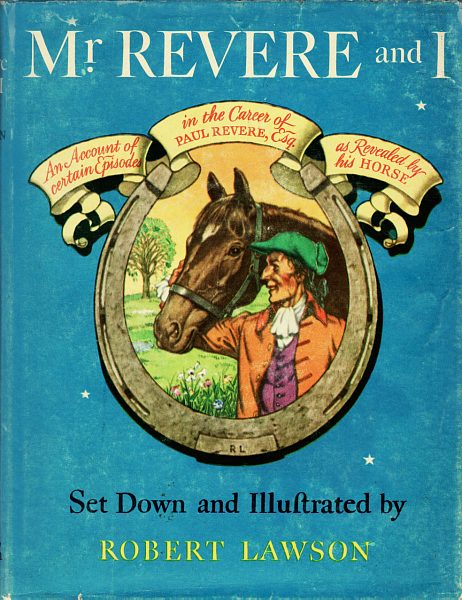 Mr. REVERE and I
An Account of
certain Episodes
in the Career of
PAUL REVERE, Esq.
as Revealed by
his HORSE
RL
Set Down and Illuſtrated by
ROBERT LAWSON